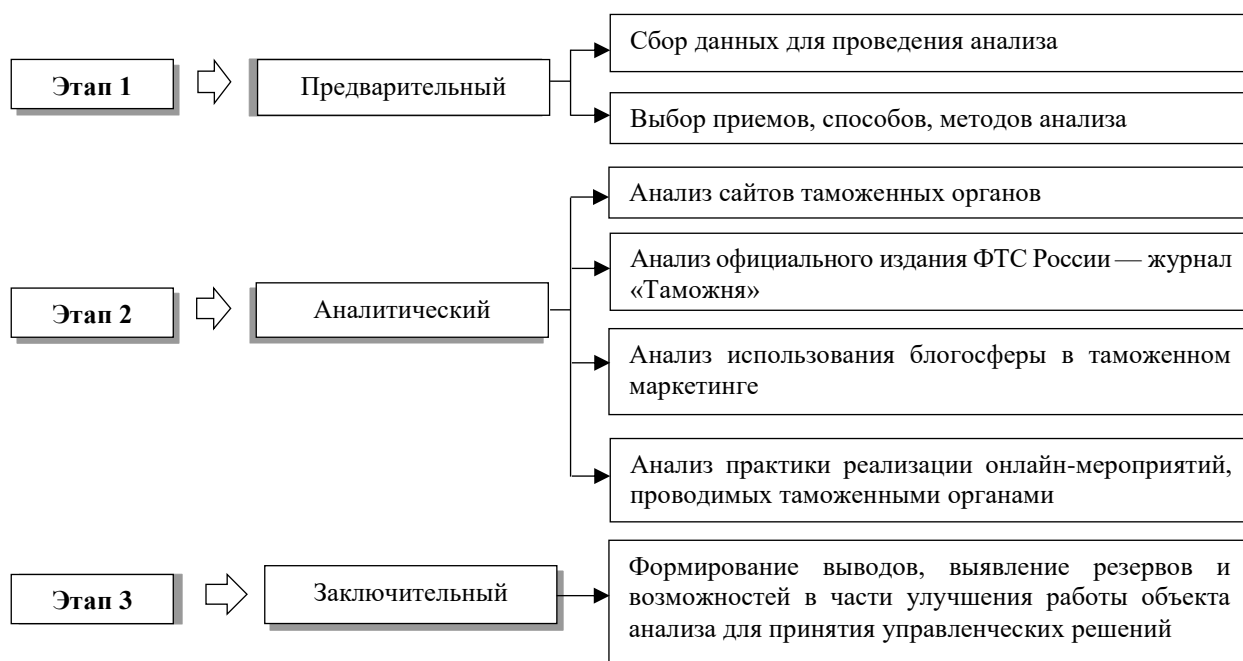 Этап 1
Предварительный
Сбор данных для проведения анализа
Выбор приемов, способов, методов анализа
Этап 2
Аналитический
Анализ сайтов таможенных органов
Анализ официального издания ФТС России — журнал
«Таможня»
Анализ использования блогосферы в таможенном
маркетинге
Анализ практики реализации онлайн-мероприятий,
проводимых таможенными органами
Этап 3
Заключительный
Формирование выводов, выявление резервов и
возможностей в части улучшения работы объекта
анализа для принятия управленческих решений